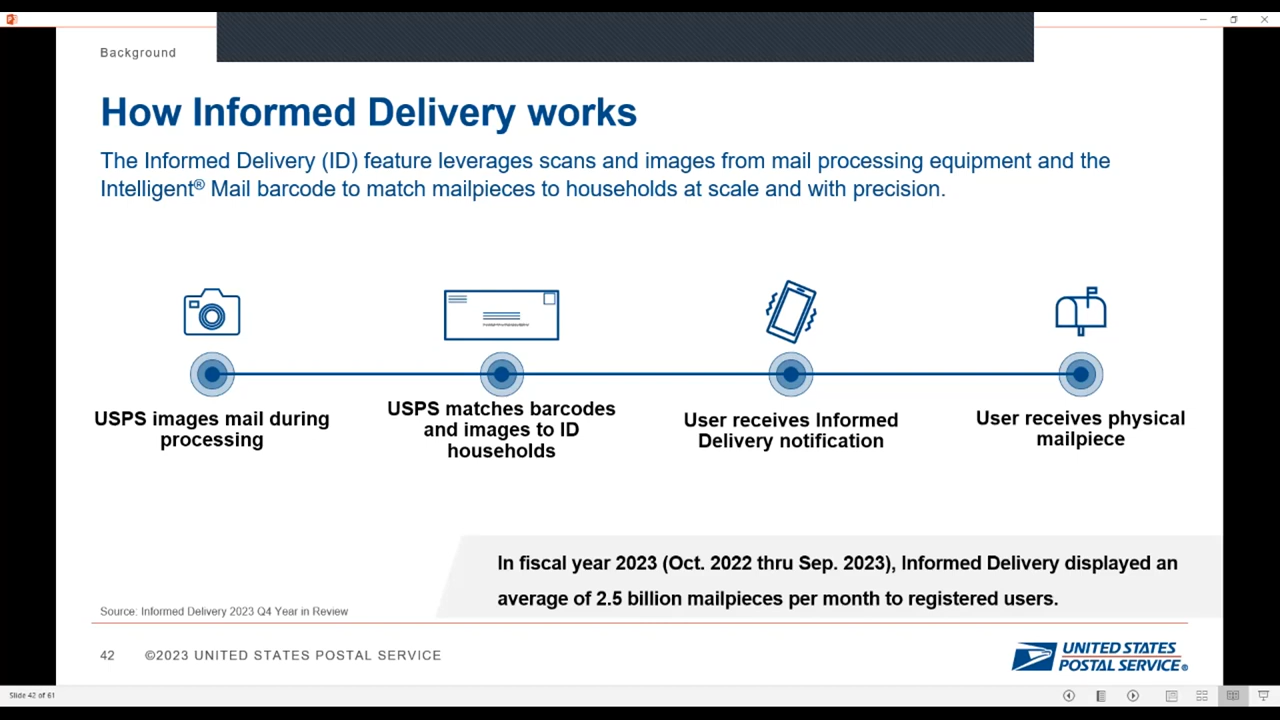 Background
How Informed Delivery works
The Informed Delivery (ID) feature leverages scans and images from mail processing equipment and the
Intelligent® Mail barcode to match mailpieces to households at scale and with precision.
USPS images mail during
processing
USPS matches barcodes
and images to ID
households
User receives Informed
Delivery notification
User receives physical
mailpiece
In fiscal year 2023 (Oct. 2022 thru Sep. 2023), Informed Delivery displayed an
average of 2.5 billion mailpieces per month to registered users.
Source: Informed Delivery 2023 Q4 Year in Review
42 ©2023 UNITED STATES POSTAL SERVICE
UNITED STATES
POSTAL SERVICE®
Slide 42 of 61